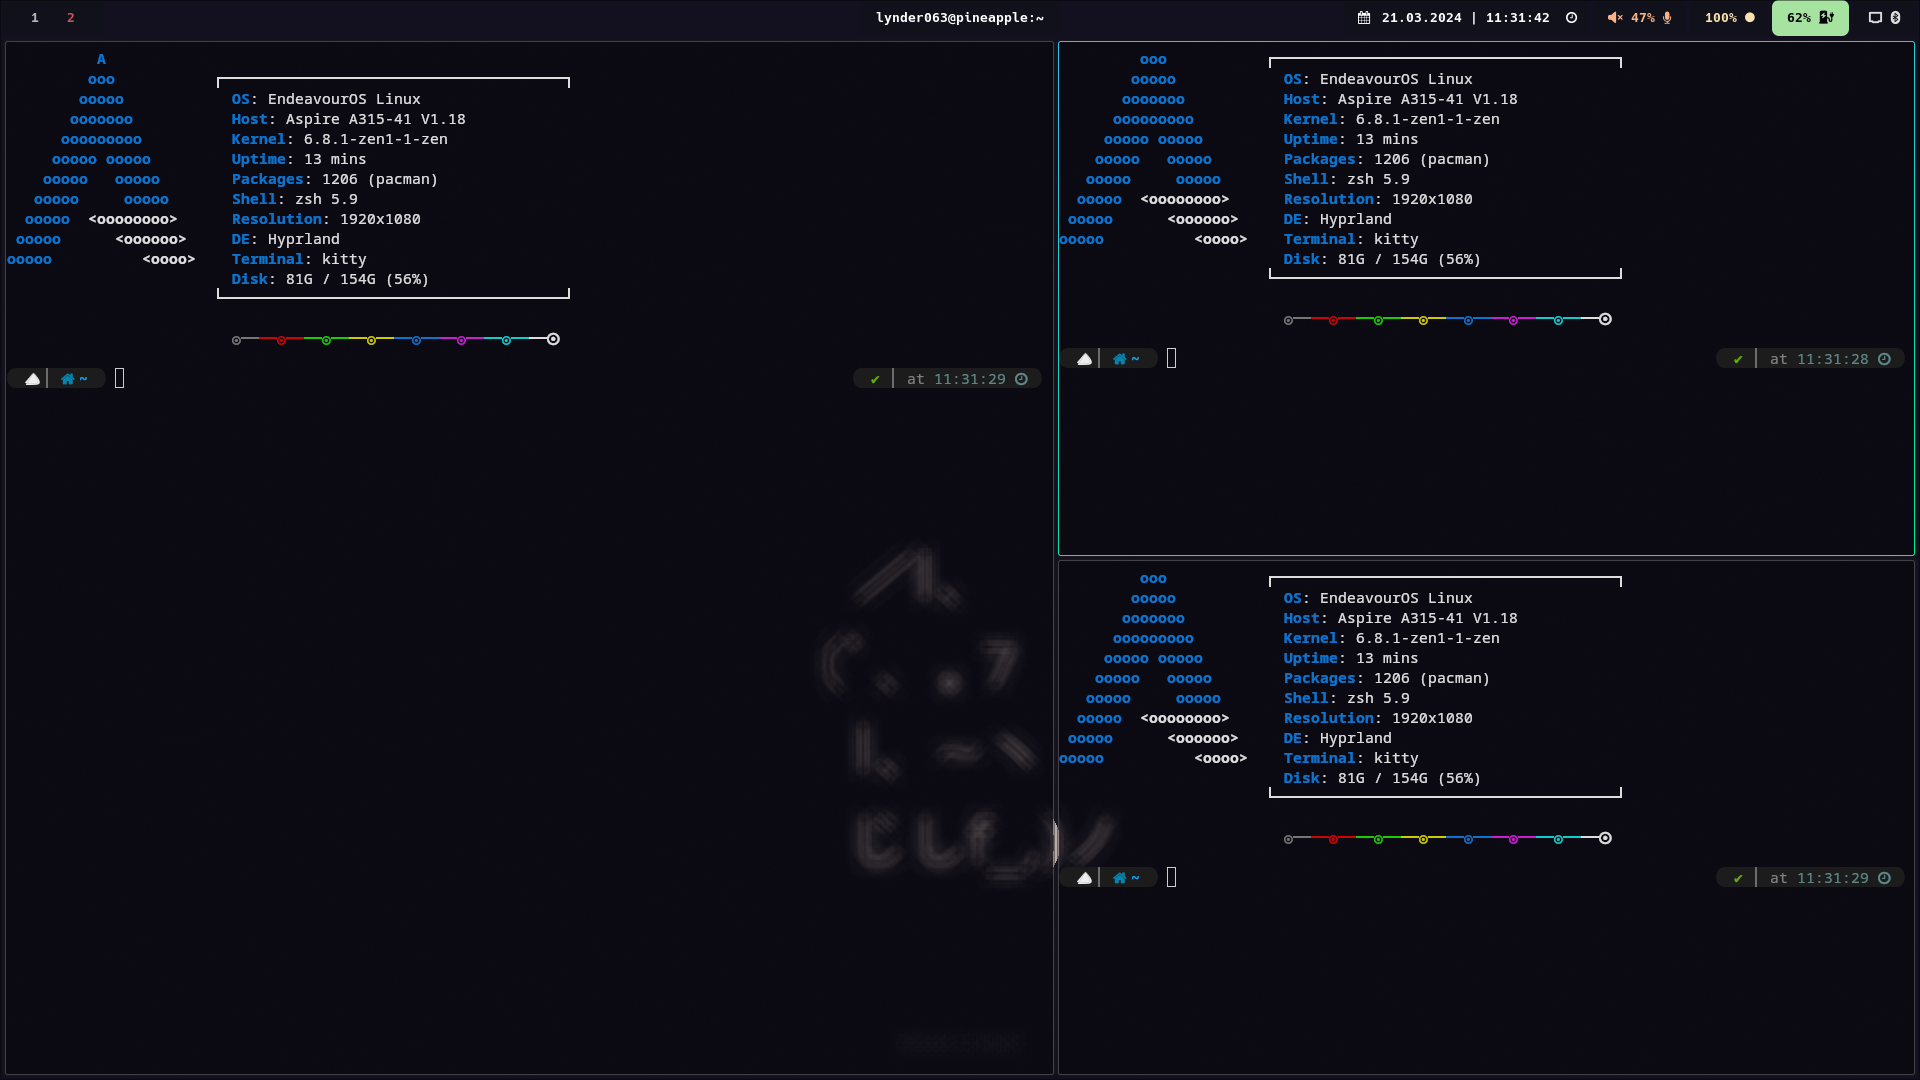 1 2 lynder063@pineapple:~ 21.03.2024 | 11:31:42 47% 100% 62%
A
ooo
ooooo
ooooooo
ooooooooo
ooooo ooooo
ooooo   ooooo
ooooo     ooooo
ooooo  <oooooooo>
ooooo      <oooooo>
ooooo          <oooo>
OS: EndeavourOS Linux
Host: Aspire A315-41 V1.18
Kernel: 6.8.1-zen1-1-zen
Uptime: 13 mins
Packages: 1206 (pacman)
Shell: zsh 5.9
Resolution: 1920x1080
DE: Hyprland
Terminal: kitty
Disk: 81G / 154G (56%)
~ ✔ at 11:31:29
ooo
ooooo
ooooooo
ooooooooo
ooooo ooooo
ooooo   ooooo
ooooo     ooooo
ooooo  <oooooooo>
ooooo      <oooooo>
ooooo          <oooo>
OS: EndeavourOS Linux
Host: Aspire A315-41 V1.18
Kernel: 6.8.1-zen1-1-zen
Uptime: 13 mins
Packages: 1206 (pacman)
Shell: zsh 5.9
Resolution: 1920x1080
DE: Hyprland
Terminal: kitty
Disk: 81G / 154G (56%)
~ ✔ at 11:31:28
ooo
ooooo
ooooooo
ooooooooo
ooooo ooooo
ooooo   ooooo
ooooo     ooooo
ooooo  <oooooooo>
ooooo      <oooooo>
ooooo          <oooo>
OS: EndeavourOS Linux
Host: Aspire A315-41 V1.18
Kernel: 6.8.1-zen1-1-zen
Uptime: 13 mins
Packages: 1206 (pacman)
Shell: zsh 5.9
Resolution: 1920x1080
DE: Hyprland
Terminal: kitty
Disk: 81G / 154G (56%)
~ ✔ at 11:31:29